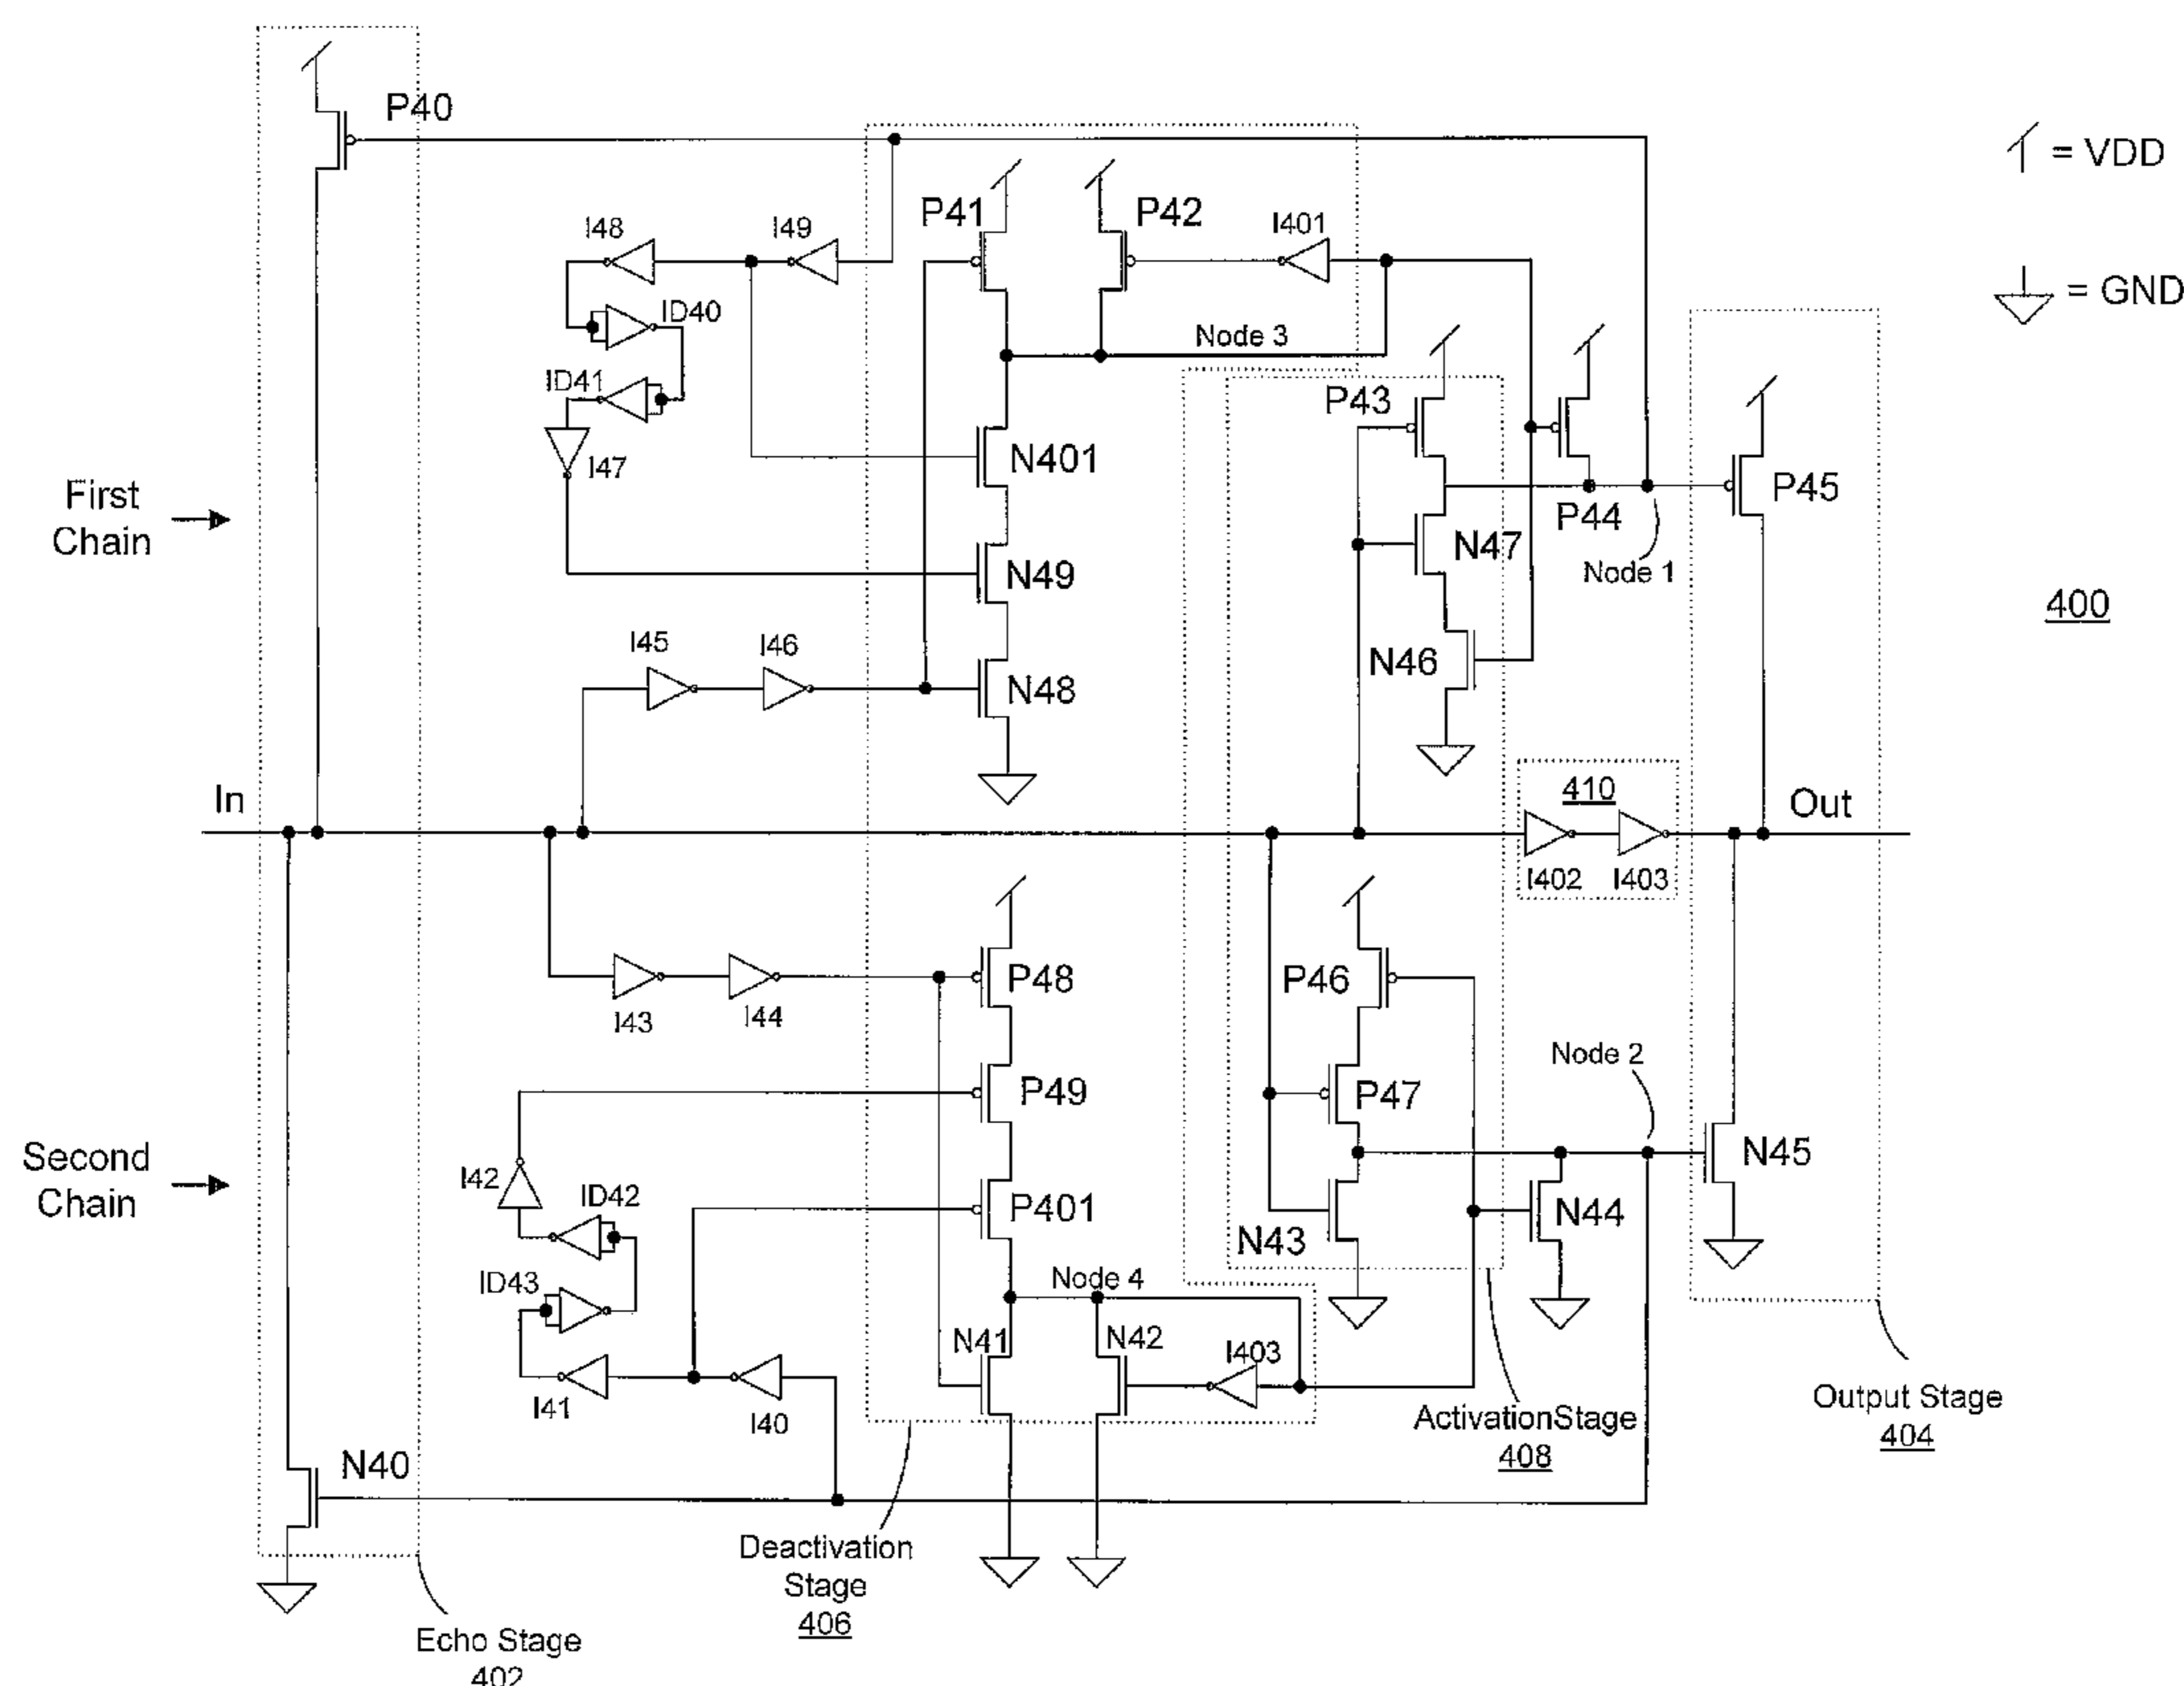 P40
= VDD
P41
P42
I401
I48
I49
ID40
= GND
Node 3
ID41
P43
I47
N401
P45
First
Chain
P44
N47
Node 1
N49
400
I45
I46
N46
N48
In
410
Out
I402
I403
P48
P46
I43
I44
Node 2
P49
P47
Second
Chain
N45
I42
ID42
P401
N44
N43
ID43
Node 4
N41
N42
I403
I41
I40
ActivationStage
408
Output Stage
404
N40
Deactivation
Stage
406
Echo Stage
402